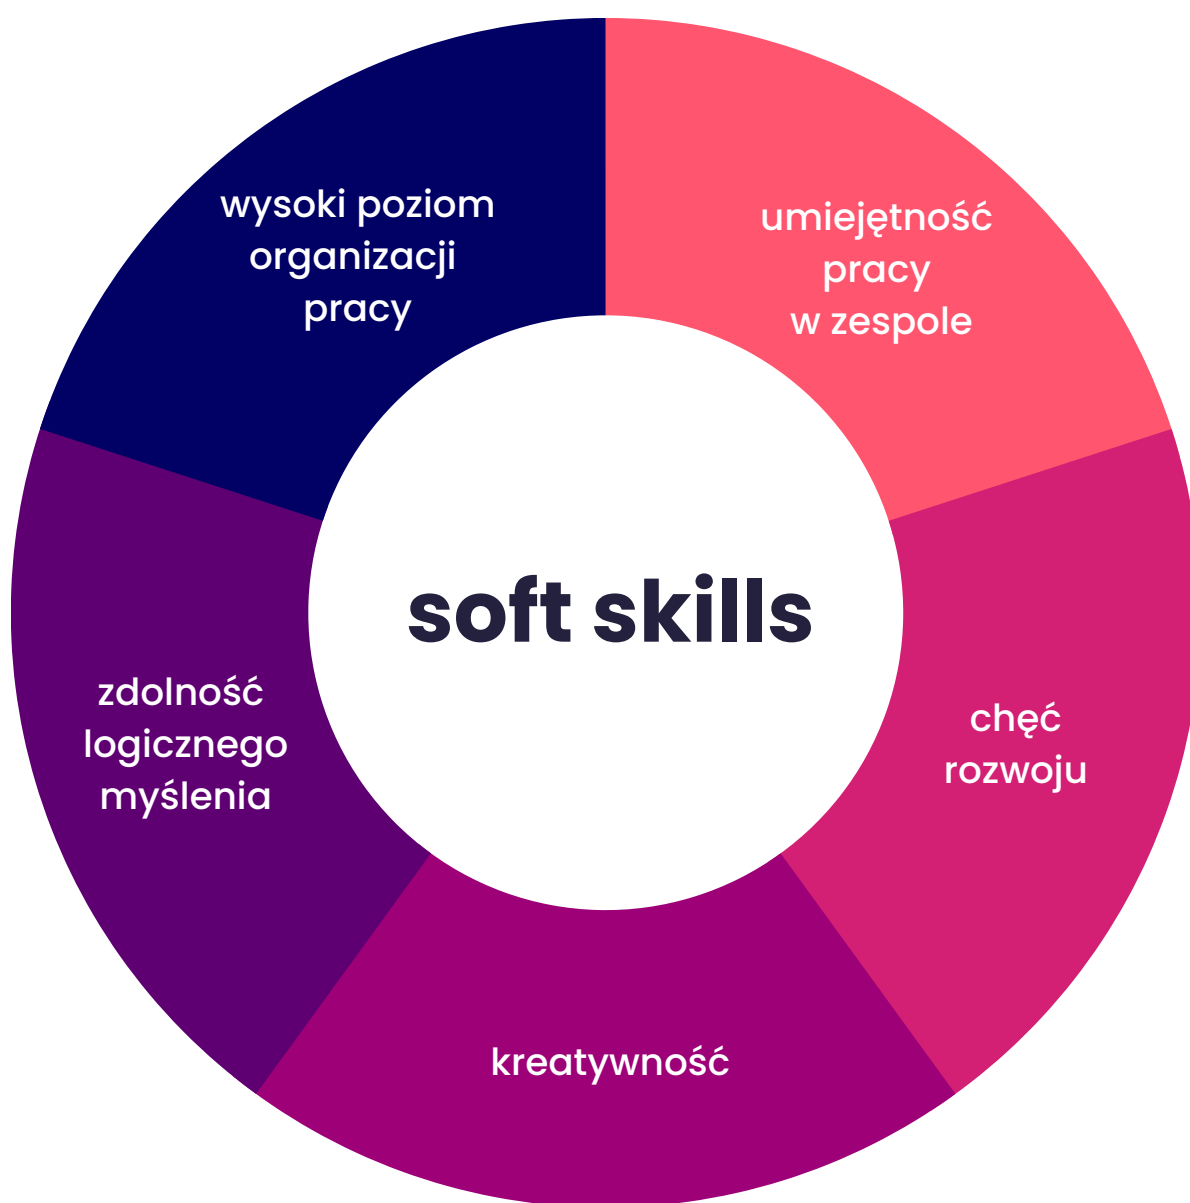 wysoki poziom
organizacji
pracy
umiejętność
pracy
w zespole
soft skills
zdolność
logicznego
myślenia
chęć
rozwoju
kreatywność